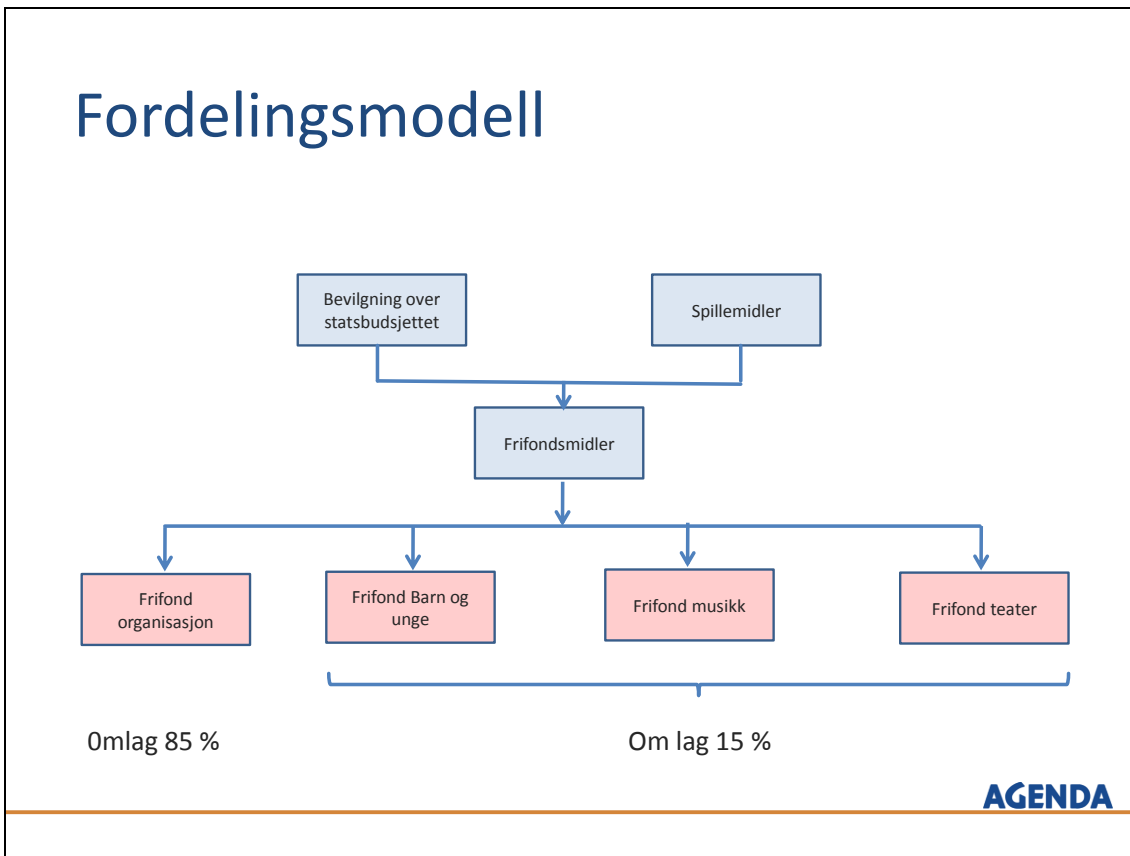 Fordelingsmodell
Bevilgning over
statsbudsjettet
Spillemidler
Frifondsmidler
Frifond
organisasjon
Frifond Barn og
unge
Frifond musikk
Frifond teater
0mlag 85 %
Om lag 15 %
AGENDA